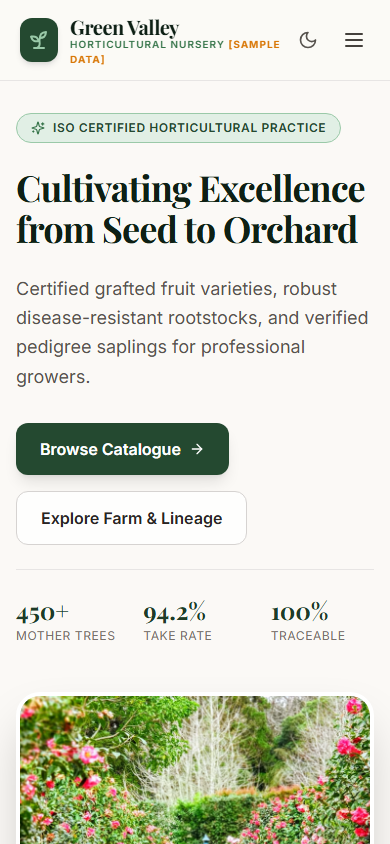 Green Valley
HORTICULTURAL NURSERY [SAMPLE
DATA]
ISO CERTIFIED HORTICULTURAL PRACTICE
Cultivating Excellence
from Seed to Orchard
Certified grafted fruit varieties, robust
disease-resistant rootstocks, and verified
pedigree saplings for professional
growers.
Browse Catalogue →
Explore Farm & Lineage
450+ 94.2% 100%
MOTHER TREES TAKE RATE TRACEABLE